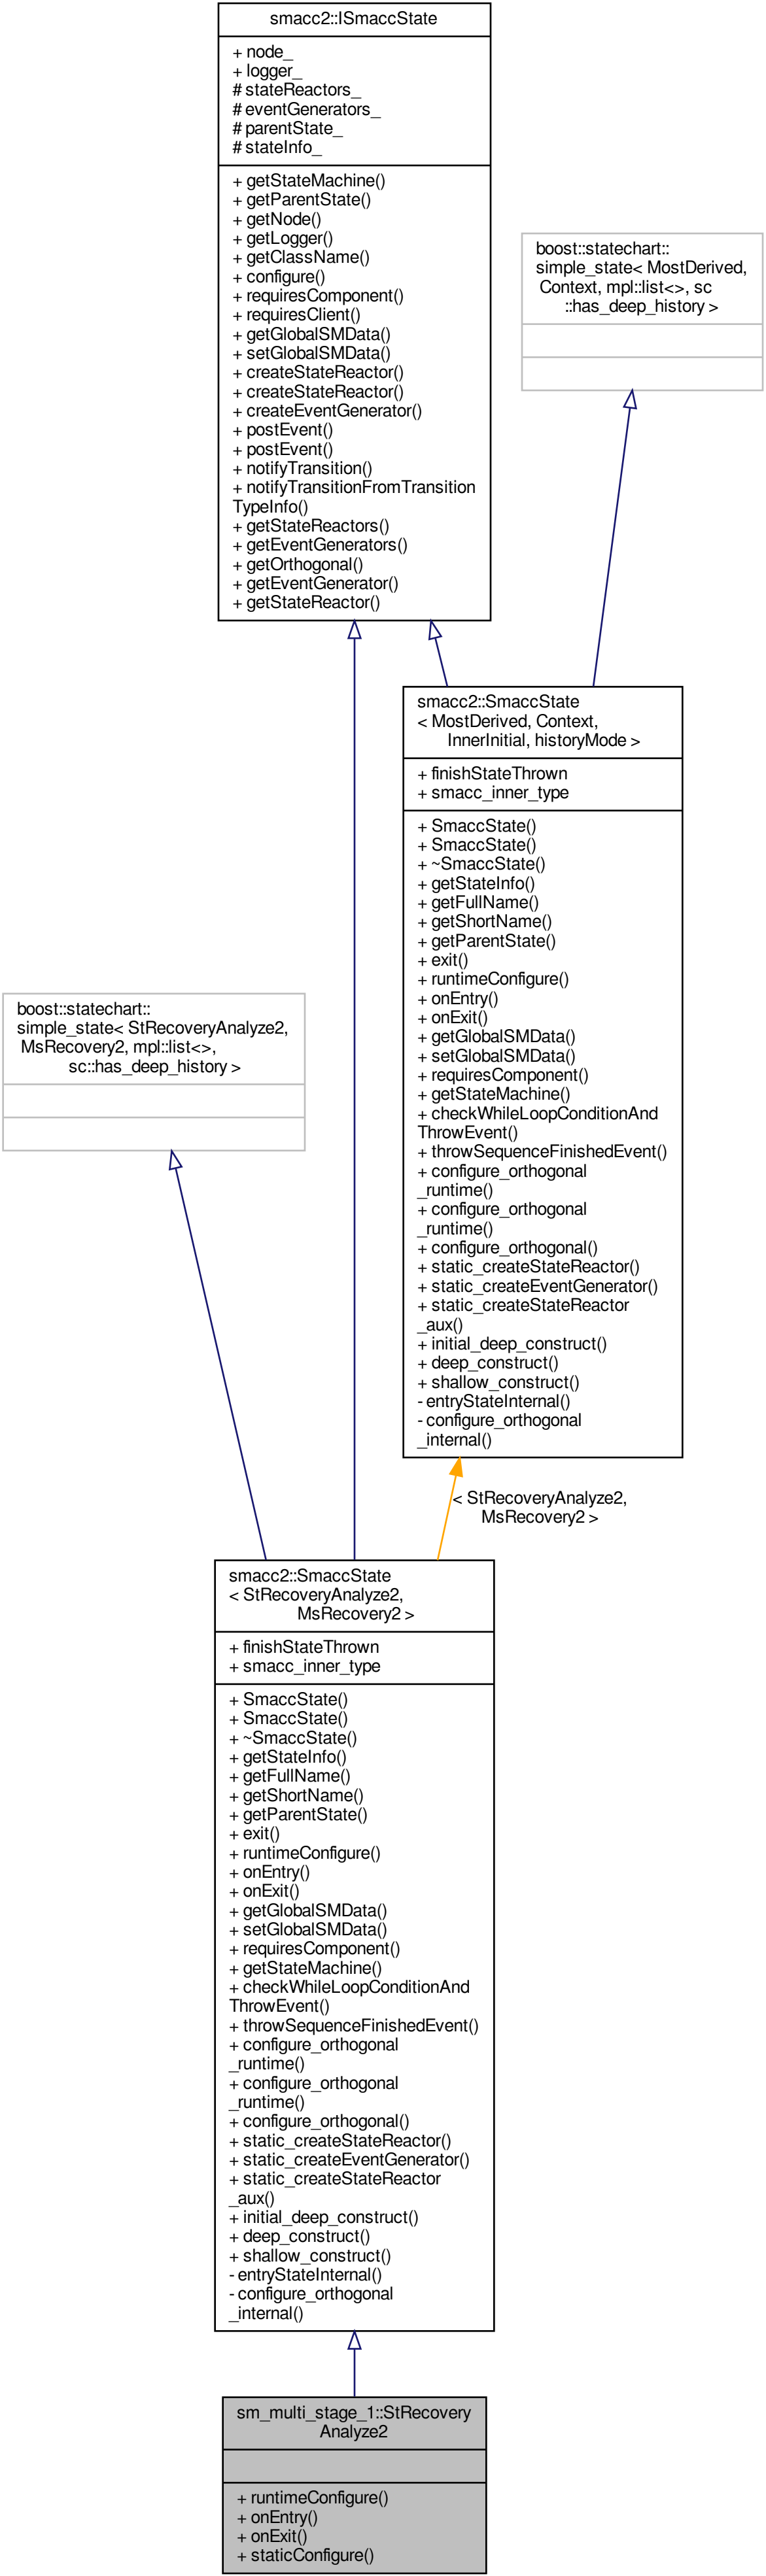 smacc2::ISmaccState
+ node_
+ logger_
# stateReactors_
# eventGenerators_
# parentState_
# stateInfo_
+ getStateMachine()
+ getParentState()
+ getNode()
+ getLogger()
+ getClassName()
+ configure()
+ requiresComponent()
+ requiresClient()
+ getGlobalSMData()
+ setGlobalSMData()
+ createStateReactor()
+ createStateReactor()
+ createEventGenerator()
+ postEvent()
+ postEvent()
+ notifyTransition()
+ notifyTransitionFromTransition
TypeInfo()
+ getStateReactors()
+ getEventGenerators()
+ getOrthogonal()
+ getEventGenerator()
+ getStateReactor()
boost::statechart::
simple_state< MostDerived,
Context, mpl::list<>, sc
::has_deep_history >
smacc2::SmaccState
< MostDerived, Context,
InnerInitial, historyMode >
+ finishStateThrown
+ smacc_inner_type
+ SmaccState()
+ SmaccState()
+ ~SmaccState()
+ getStateInfo()
+ getFullName()
+ getShortName()
+ getParentState()
+ exit()
+ runtimeConfigure()
+ onEntry()
+ onExit()
+ getGlobalSMData()
+ setGlobalSMData()
+ requiresComponent()
+ getStateMachine()
+ checkWhileLoopConditionAnd
ThrowEvent()
+ throwSequenceFinishedEvent()
+ configure_orthogonal
_runtime()
+ configure_orthogonal
_runtime()
+ configure_orthogonal()
+ static_createStateReactor()
+ static_createEventGenerator()
+ static_createStateReactor
_aux()
+ initial_deep_construct()
+ deep_construct()
+ shallow_construct()
- entryStateInternal()
- configure_orthogonal
_internal()
boost::statechart::
simple_state< StRecoveryAnalyze2,
MsRecovery2, mpl::list<>,
sc::has_deep_history >
< StRecoveryAnalyze2,
MsRecovery2 >
smacc2::SmaccState
< StRecoveryAnalyze2,
MsRecovery2 >
+ finishStateThrown
+ smacc_inner_type
+ SmaccState()
+ SmaccState()
+ ~SmaccState()
+ getStateInfo()
+ getFullName()
+ getShortName()
+ getParentState()
+ exit()
+ runtimeConfigure()
+ onEntry()
+ onExit()
+ getGlobalSMData()
+ setGlobalSMData()
+ requiresComponent()
+ getStateMachine()
+ checkWhileLoopConditionAnd
ThrowEvent()
+ throwSequenceFinishedEvent()
+ configure_orthogonal
_runtime()
+ configure_orthogonal
_runtime()
+ configure_orthogonal()
+ static_createStateReactor()
+ static_createEventGenerator()
+ static_createStateReactor
_aux()
+ initial_deep_construct()
+ deep_construct()
+ shallow_construct()
- entryStateInternal()
- configure_orthogonal
_internal()
sm_multi_stage_1::StRecovery
Analyze2
+ runtimeConfigure()
+ onEntry()
+ onExit()
+ staticConfigure()